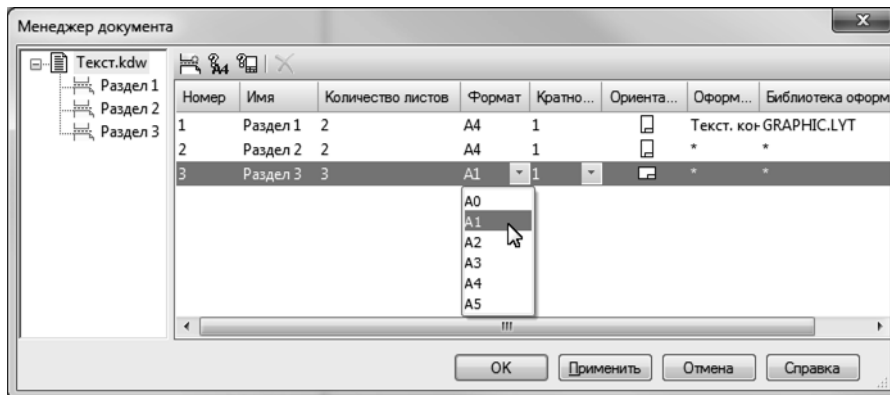 Менеджер документа
Текст.kdw
Раздел 1
Раздел 2
Раздел 3
A4
Номер Имя Количество листов Формат Кратно... Ориента... Оформ... Библиотека оформ
1 Раздел 1 2 A4 1 Текст. кон GRAPHIC.LYT
2 Раздел 2 2 A4 1 * *
3 Раздел 3 3 A1 1 * *
A0
A1
A2
A3
A4
A5
OK Применить Отмена Справка